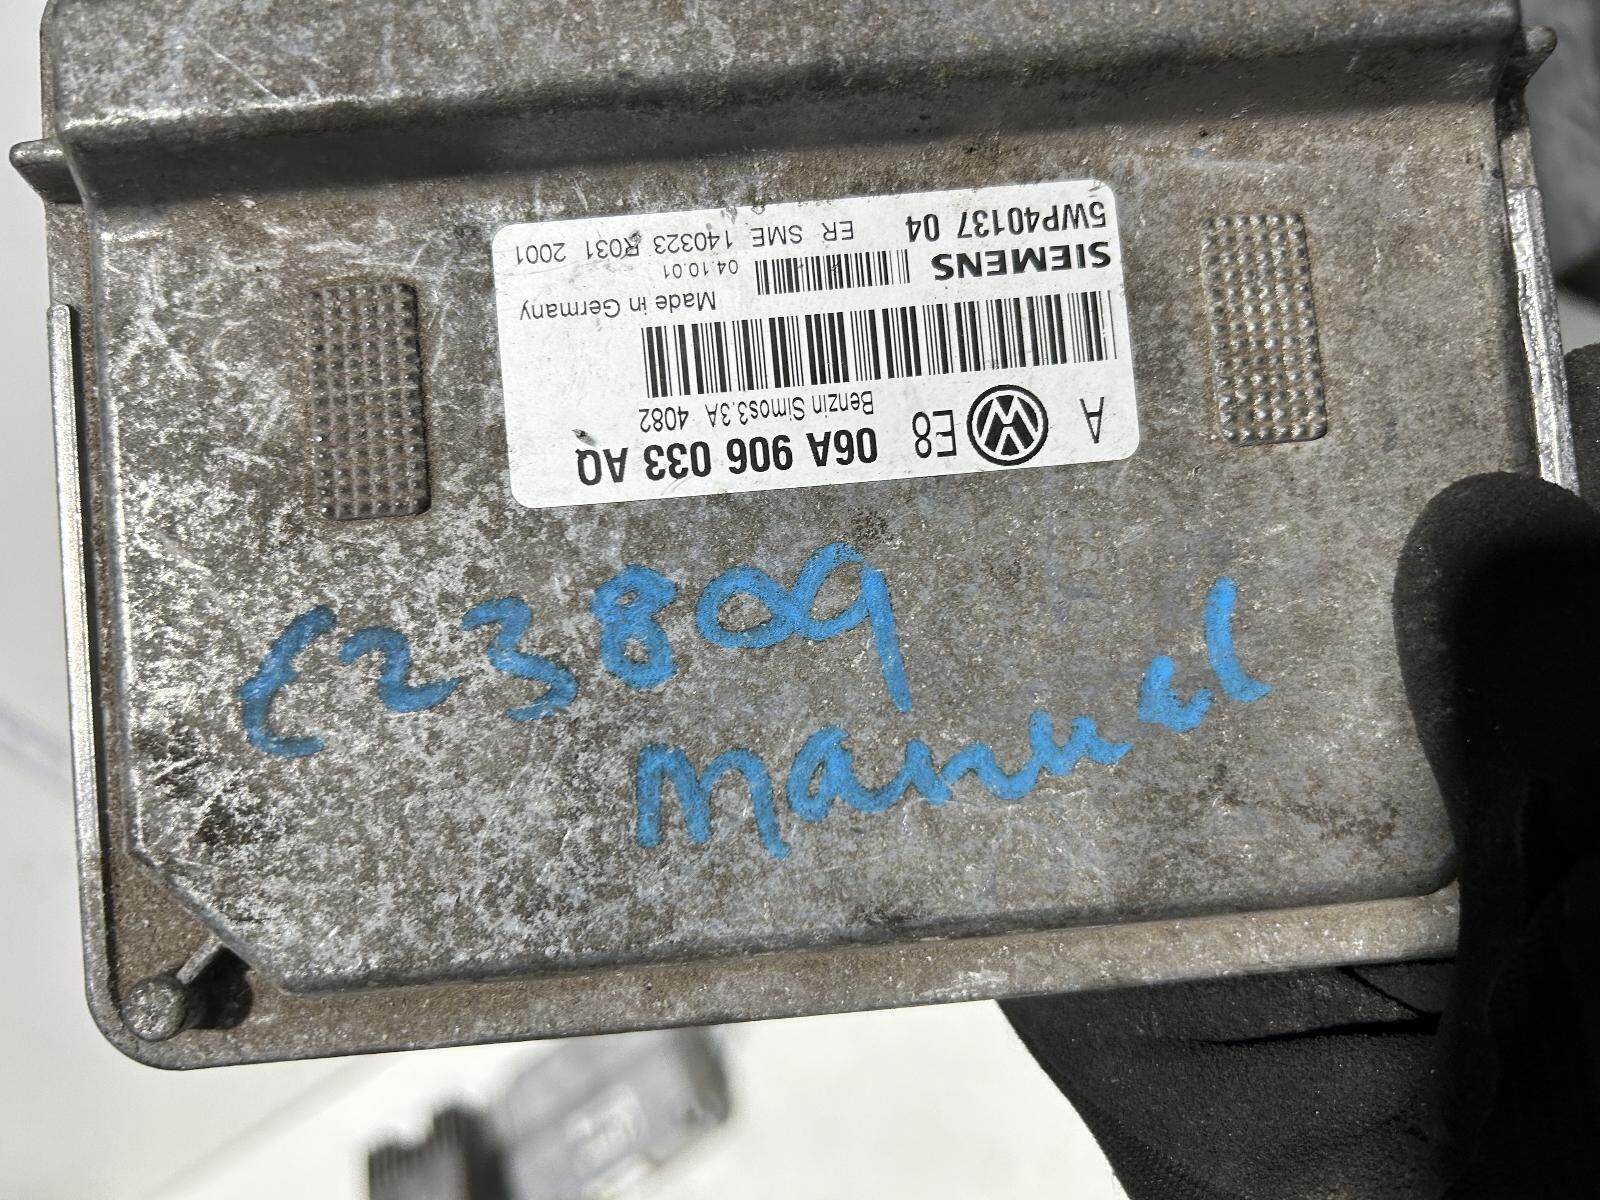 5WP40137 04 ER SME 140323 R031 2001
SIEMENS 04.10.01
Made in Germany
A E8 Benzin Simos3.3A 4082
06A 906 033 AQ
C23809
manual